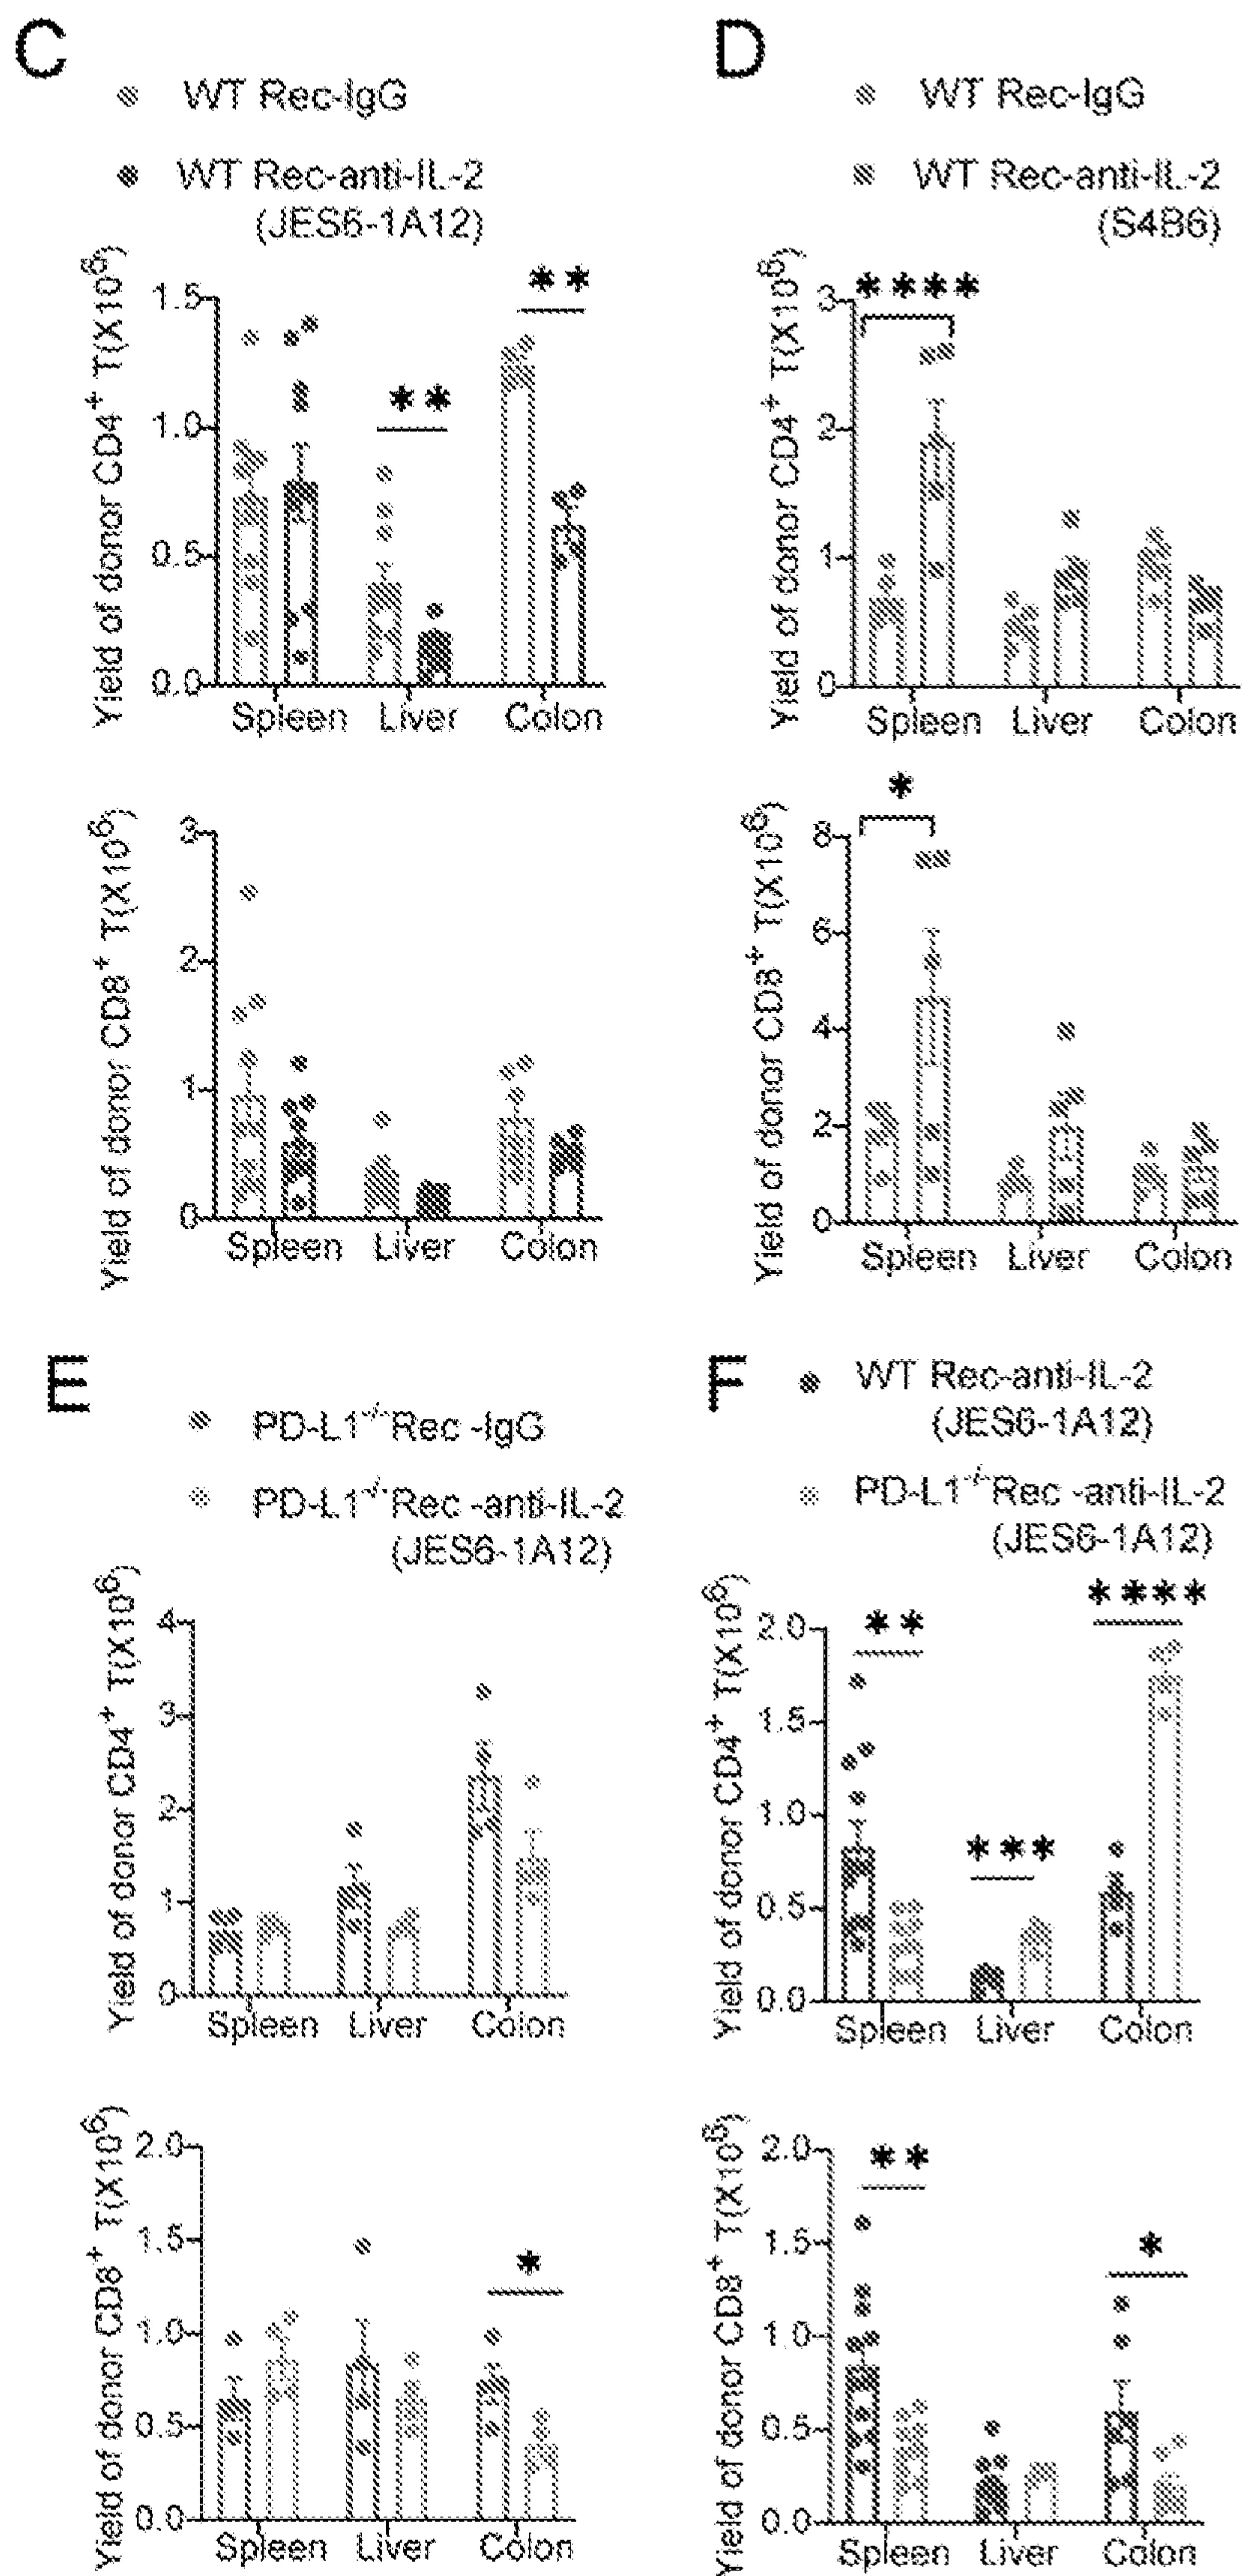 C
WT Rec-IgG
WT Rec-anti-IL-2
(JES6-1A12)
Yield of donor CD4+ T(X10^6)
1.5
1.0
0.5
0.0
**
**
Spleen Liver Colon
Yield of donor CD8+ T(X10^6)
3
2
1
0
Spleen Liver Colon
D
WT Rec-IgG
WT Rec-anti-IL-2
(S4B6)
Yield of donor CD4+ T(X10^6)
3
2
1
0
****
Spleen Liver Colon
Yield of donor CD8+ T(X10^6)
8
6
4
2
0
*
Spleen Liver Colon
E
PD-L1-/-Rec -IgG
PD-L1-/-Rec -anti-IL-2
(JES6-1A12)
Yield of donor CD4+ T(X10^6)
4
3
2
1
0
Spleen Liver Colon
Yield of donor CD8+ T(X10^6)
2.0
1.5
1.0
0.5
0.0
*
Spleen Liver Colon
F
WT Rec-anti-IL-2
(JES6-1A12)
PD-L1-/-Rec -anti-IL-2
(JES6-1A12)
Yield of donor CD4+ T(X10^6)
2.0
1.5
1.0
0.5
0.0
**
***
****
Spleen Liver Colon
Yield of donor CD8+ T(X10^6)
2.0
1.5
1.0
0.5
0.0
**
*
Spleen Liver Colon